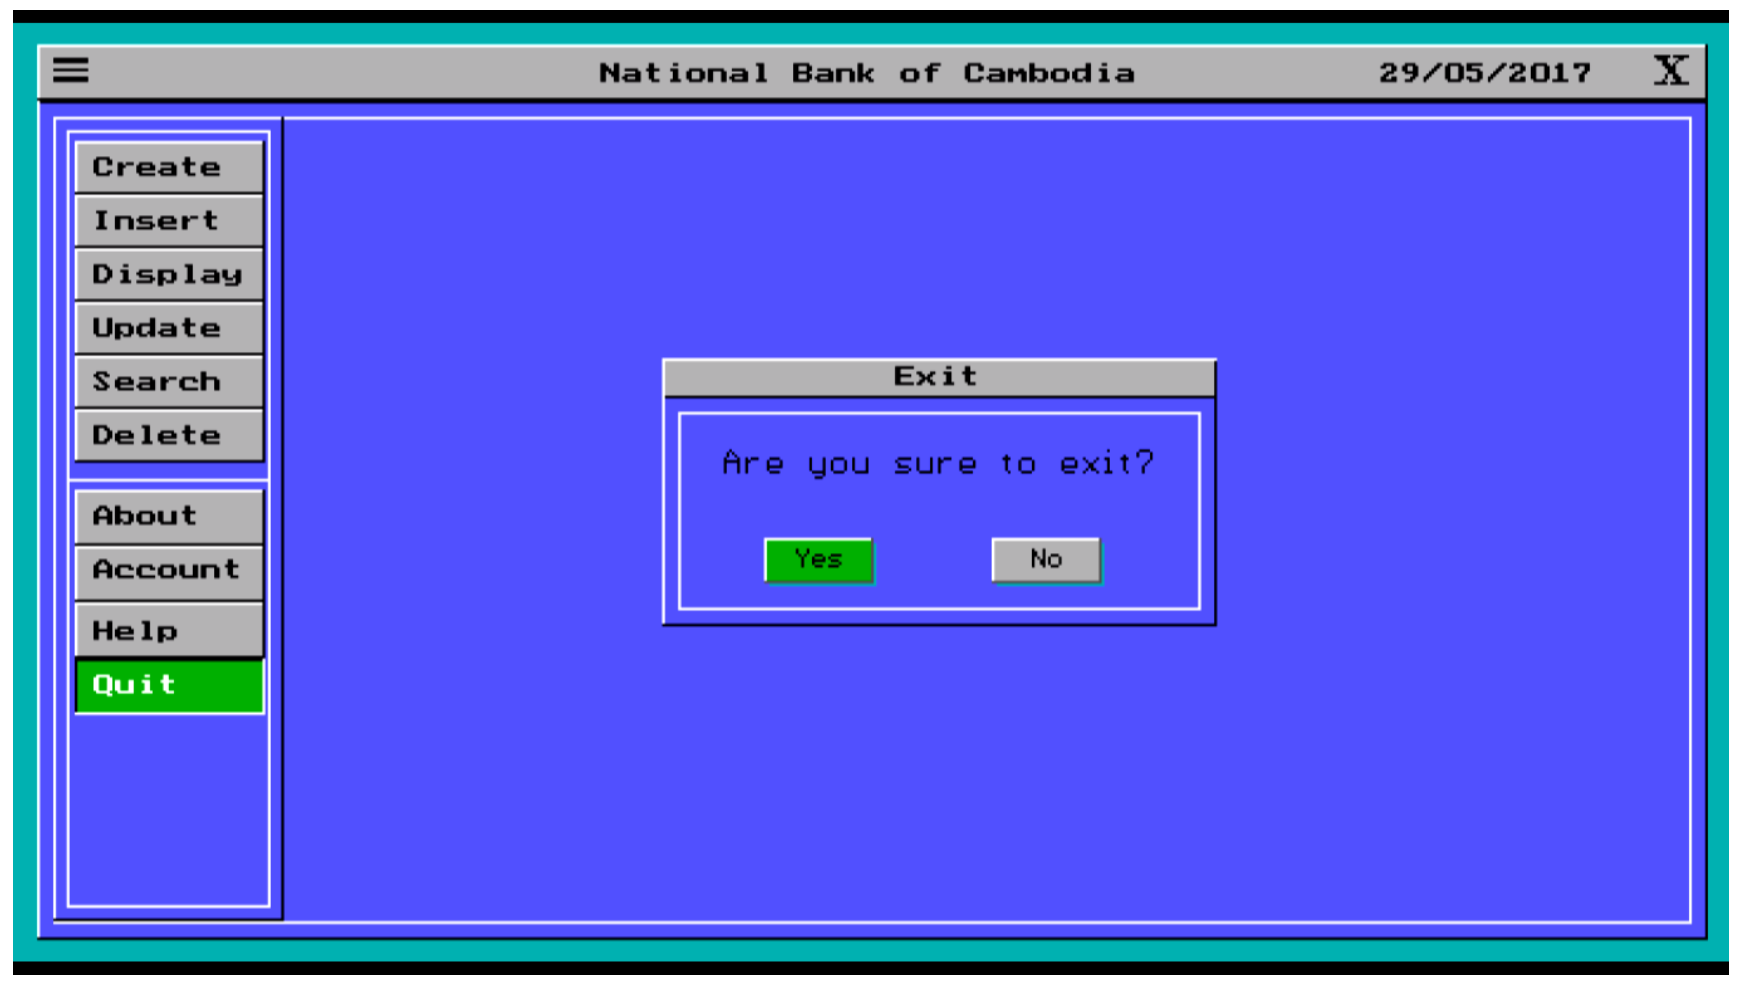 National Bank of Cambodia 29/05/2017 X
Create
Insert
Display
Update
Search
Delete
About
Account
Help
Quit
Exit
Are you sure to exit?
Yes No